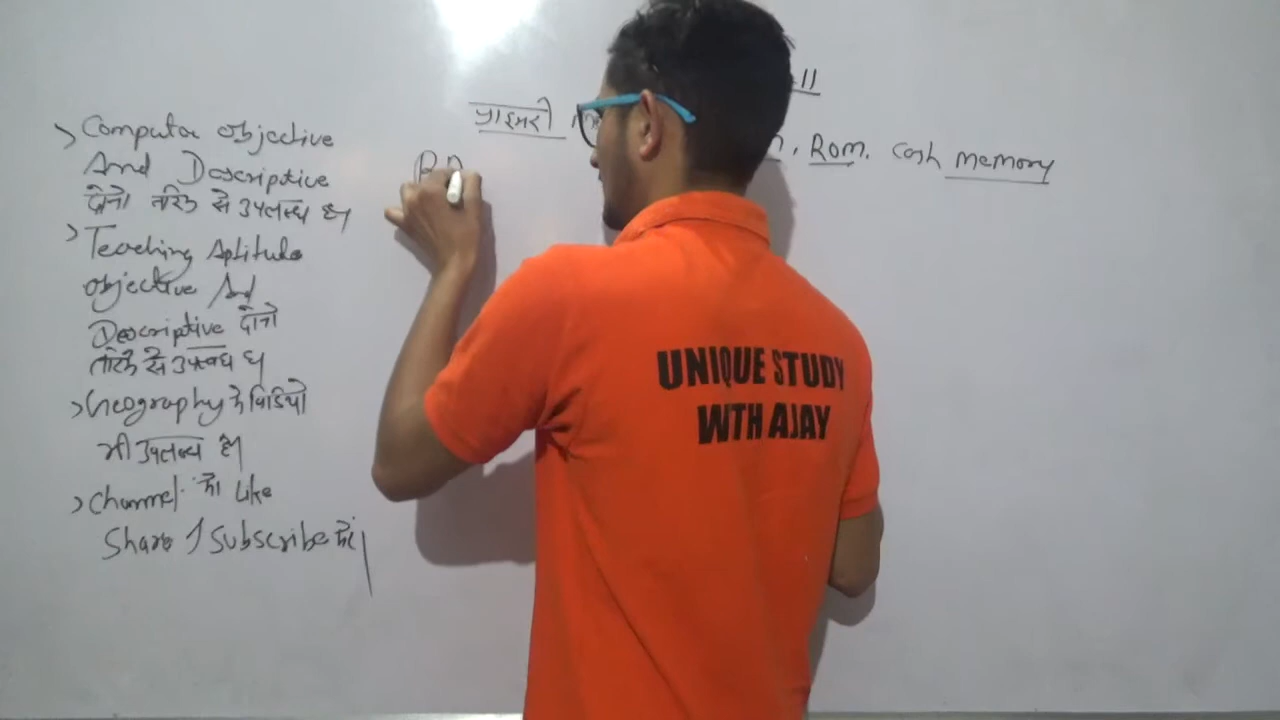 11
प्राइमरी
, Rom. Cash Memory
> Computer objective
And Descriptive
दोनो तरिके से उपलब्ध है।
> Teaching Aptitude
objective And
Descriptive दोनो
तरिके से उपलब्ध है।
> Geography के विडियो
भी उपलब्ध है।
> Channel को Like
Share / Subscribe करे।
UNIQUE STUDY
WITH AJAY